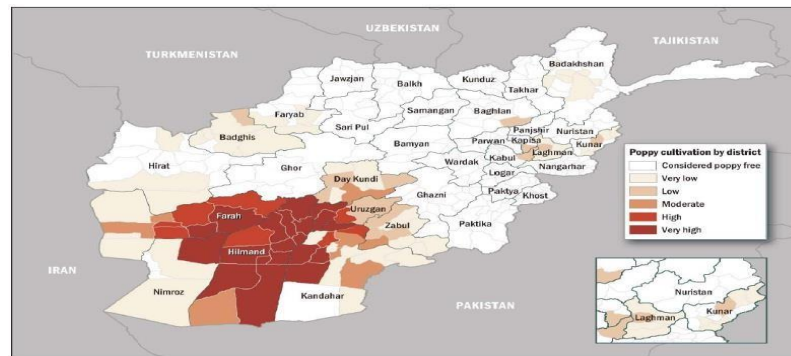 UZBEKISTAN
TURKMENISTAN
TAJIKISTAN
Badakhshan
Jawzjan
Balkh
Kunduz
Takhar
Faryab
Samangan
Baghlan
Badghis
Sari Pul
Panjshir
Nuristan
Bamyan
Parwan
Kapisa
Kunar
Hirat
Ghor
Wardak
Kabul
Laghman
Logar
Nangarhar
Day Kundi
Ghazni
Paktya
Khost
Uruzgan
Farah
Zabul
Paktika
Hilmand
IRAN
Nimroz
Kandahar
PAKISTAN
Poppy cultivation by district
Considered poppy free
Very low
Low
Moderate
High
Very high
Nuristan
Laghman
Kunar